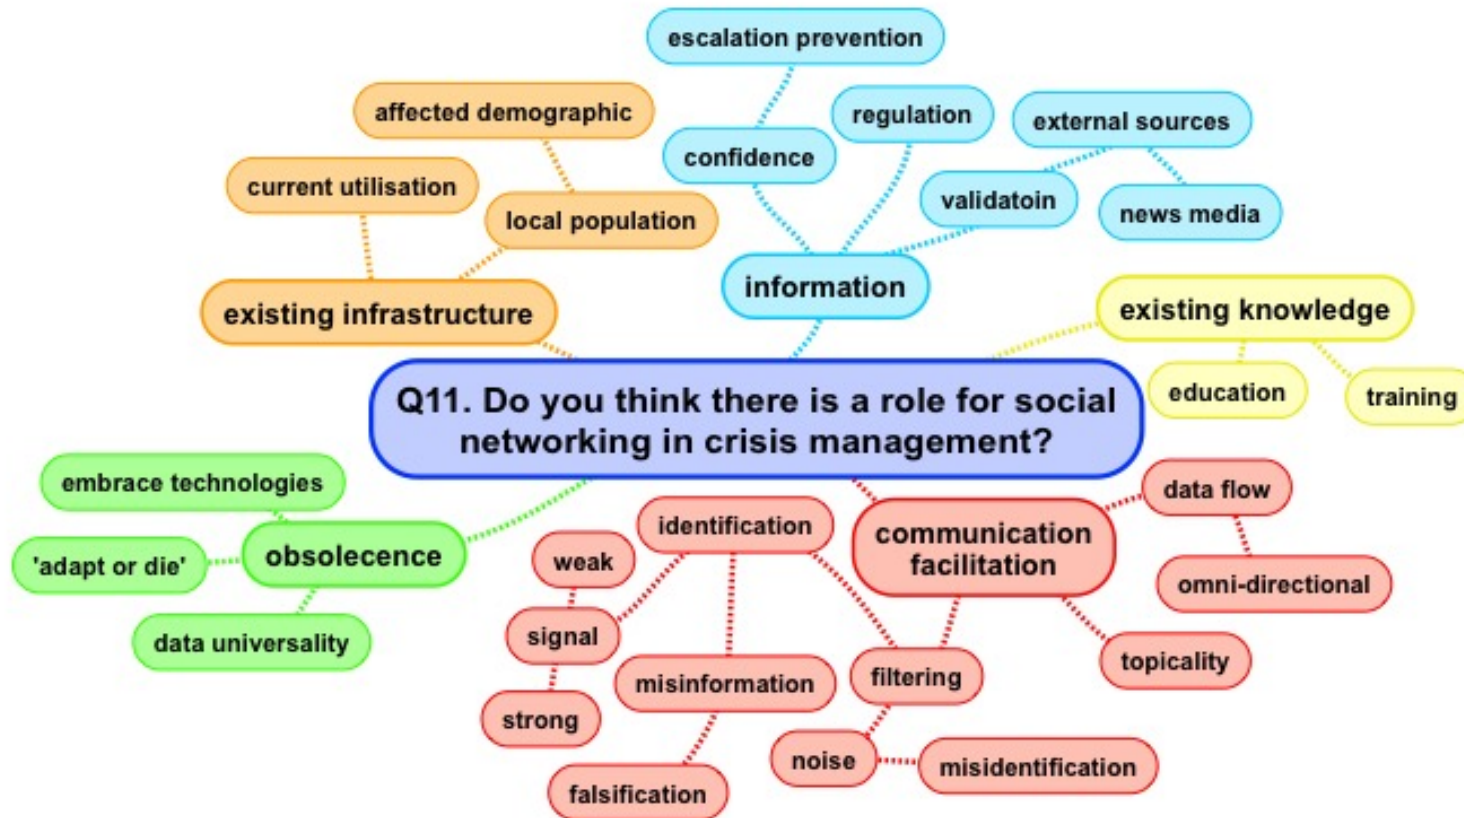 escalation prevention
affected demographic
regulation
external sources
confidence
current utilisation
validatoin
local population
news media
information
existing infrastructure
existing knowledge
education
training
Q11. Do you think there is a role for social
networking in crisis management?
embrace technologies
data flow
identification
communication
facilitation
obsolecence
weak
'adapt or die'
omni-directional
signal
data universality
topicality
misinformation
filtering
strong
noise
misidentification
falsification